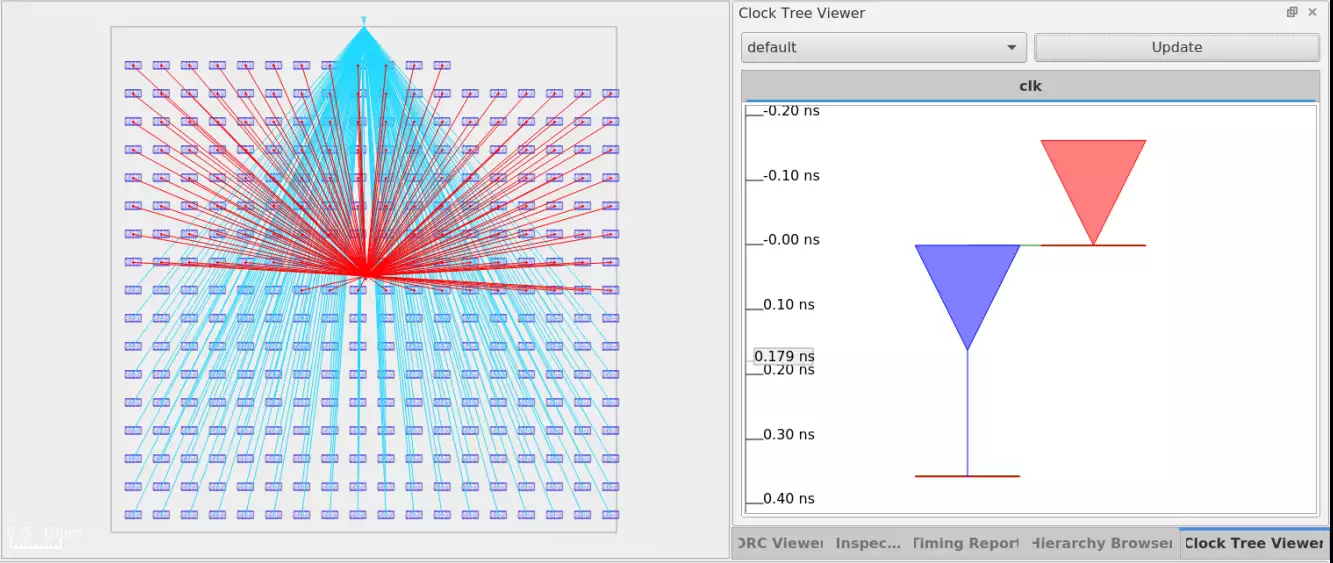 Clock Tree Viewer
default
Update
clk
-0.20 ns
-0.10 ns
-0.00 ns
0.10 ns
0.179 ns
0.20 ns
0.30 ns
0.40 ns
10μm
DRC Viewer Inspec... Timing Report Hierarchy Browser Clock Tree Viewer